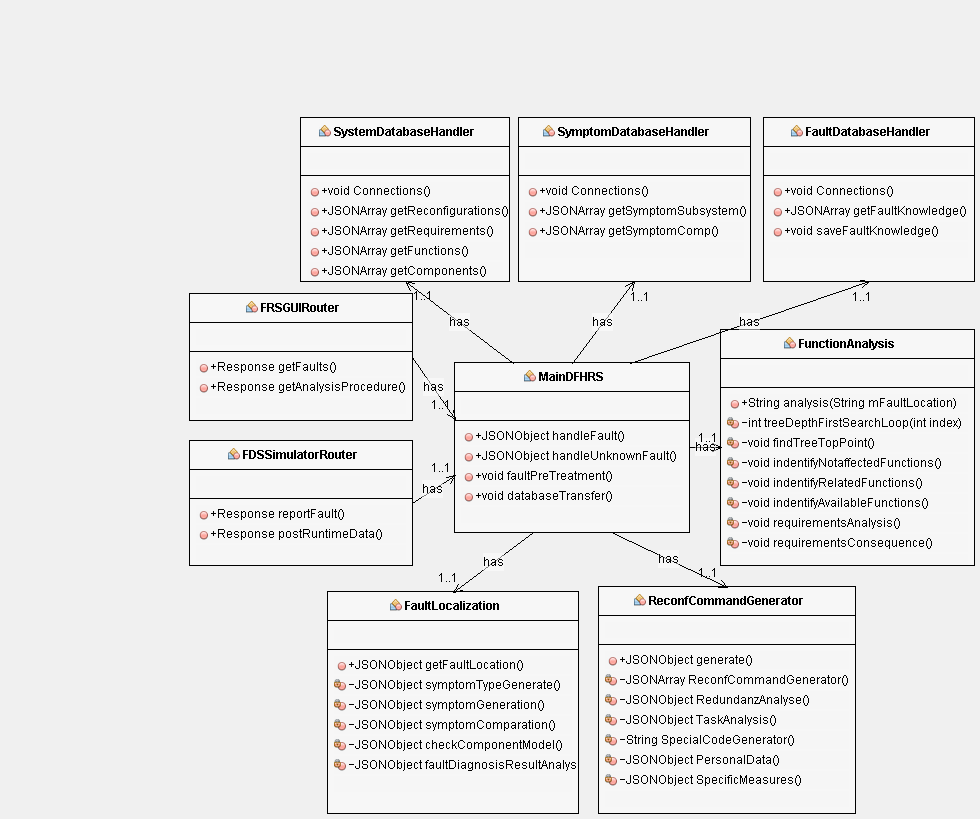 SystemDatabaseHandler
+void Connections()
+JSONArray getReconfigurations()
+JSONArray getRequirements()
+JSONArray getFunctions()
+JSONArray getComponents()
SymptomDatabaseHandler
+void Connections()
+JSONArray getSymptomSubsystem()
+JSONArray getSymptomComp()
FaultDatabaseHandler
+void Connections()
+JSONArray getFaultKnowledge()
+void saveFaultKnowledge()
1..1
1..1
1..1
has
has
has
FRSGUIRouter
+Response getFaults()
+Response getAnalysisProcedure()
has
1..1
FDSSimulatorRouter
+Response reportFault()
+Response postRuntimeData()
1..1
has
MainDFHRS
+JSONObject handleFault()
+JSONObject handleUnknownFault()
+void faultPreTreatment()
+void databaseTransfer()
1..1
has
FunctionAnalysis
+String analysis(String mFaultLocation)
-int treeDepthFirstSearchLoop(int index)
-void findTreeTopPoint()
-void indentifyNotaffectedFunctions()
-void indentifyRelatedFunctions()
-void indentifyAvailableFunctions()
-void requirementsAnalysis()
-void requirementsConsequence()
has
1..1
has
1..1
FaultLocalization
+JSONObject getFaultLocation()
-JSONObject symptomTypeGenerate()
-JSONObject symptomGeneration()
-JSONObject symptomComparation()
-JSONObject checkComponentModel()
-JSONObject faultDiagnosisResultAnalys
ReconfCommandGenerator
+JSONObject generate()
-JSONArray ReconfCommandGenerator()
-JSONObject RedundanzAnalyse()
-JSONObject TaskAnalysis()
-String SpecialCodeGenerator()
-JSONObject PersonalData()
-JSONObject SpecificMeasures()